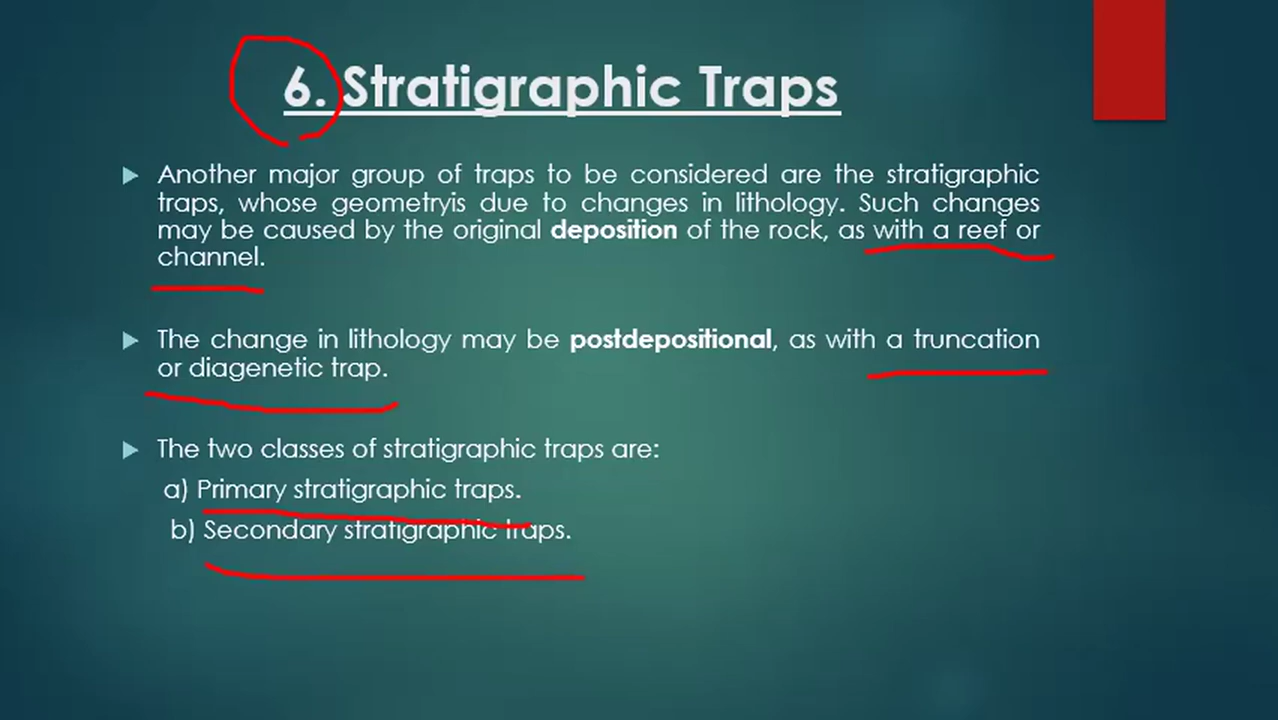 6. Stratigraphic Traps
Another major group of traps to be considered are the stratigraphic
traps, whose geometryis due to changes in lithology. Such changes
may be caused by the original deposition of the rock, as with a reef or
channel.
The change in lithology may be postdepositional, as with a truncation
or diagenetic trap.
The two classes of stratigraphic traps are:
a) Primary stratigraphic traps.
b) Secondary stratigraphic traps.